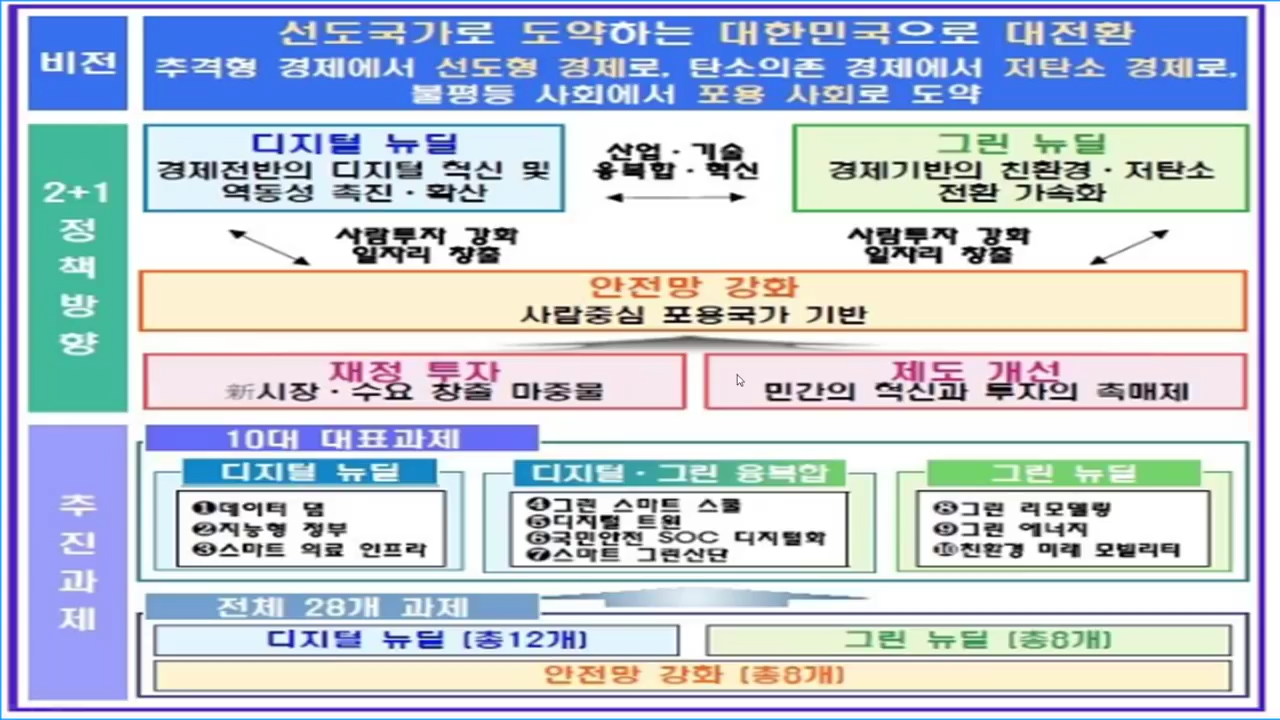 비전
선도국가로 도약하는 대한민국으로 대전환
추격형 경제에서 선도형 경제로, 탄소의존 경제에서 저탄소 경제로,
불평등 사회에서 포용 사회로 도약
2+1
정
책
방
향
디지털 뉴딜
경제전반의 디지털 혁신 및
역동성 촉진·확산
산업·기술
융복합·혁신
그린 뉴딜
경제기반의 친환경·저탄소
전환 가속화
사람투자 강화
일자리 창출
사람투자 강화
일자리 창출
안전망 강화
사람중심 포용국가 기반
재정 투자
新시장·수요 창출 마중물
제도 개선
민간의 혁신과 투자의 촉매제
추
진
과
제
10대 대표과제
디지털 뉴딜
❶데이터 댐
❷지능형 정부
❸스마트 의료 인프라
디지털·그린 융복합
❹그린 스마트 스쿨
❺디지털 트윈
❻국민안전 SOC 디지털화
❼스마트 그린산단
그린 뉴딜
❽그린 리모델링
❾그린 에너지
❿친환경 미래 모빌리티
전체 28개 과제
디지털 뉴딜 (총12개)
그린 뉴딜 (총8개)
안전망 강화 (총8개)